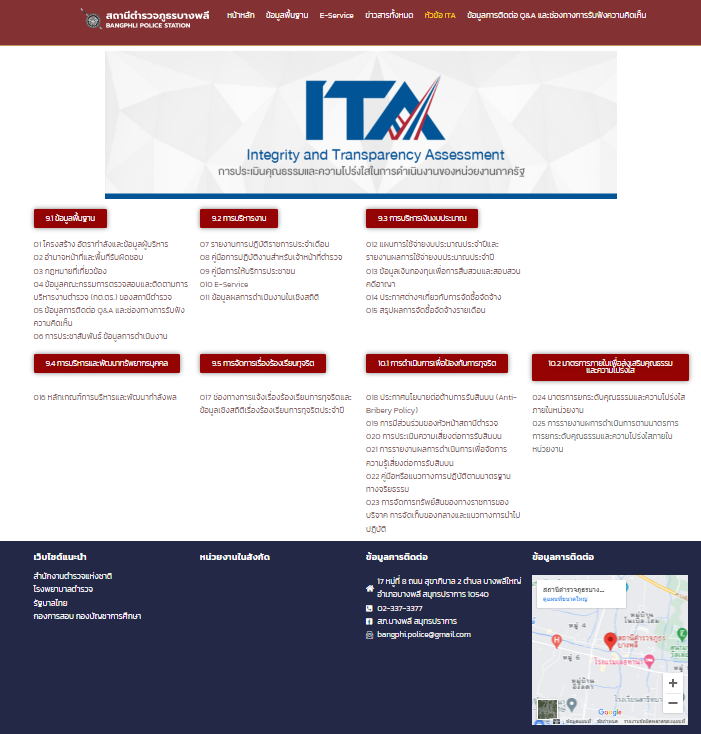 สถานีตำรวจภูธรบางพลี
BANGPHLI POLICE STATION
หน้าหลัก
ข้อมูลพื้นฐาน
E-Service
ข่าวสารทั้งหมด
หัวข้อ ITA
ข้อมูลการติดต่อ Q&A และช่องทางการรับฟังความคิดเห็น
ITA
Integrity and Transparency Assessment
การประเมินคุณธรรมและความโปร่งใสในการดำเนินงานของหน่วยงานภาครัฐ
9.1 ข้อมูลพื้นฐาน
O1 โครงสร้าง อัตรากำลังและข้อมูลผู้บริหาร
O2 อำนาจหน้าที่และพื้นที่รับผิดชอบ
O3 กฎหมายที่เกี่ยวข้อง
O4 ข้อมูลคณะกรรมการตรวจสอบและติดตามการ
บริหารงานตำรวจ (กต.ตร.) ของสถานีตำรวจ
O5 ข้อมูลการติดต่อ Q&A และช่องทางการรับฟัง
ความคิดเห็น
O6 การประชาสัมพันธ์ ข้อมูลการดำเนินงาน
9.2 การบริหารงาน
O7 รายงานการปฏิบัติราชการประจำเดือน
O8 คู่มือการปฏิบัติงานสำหรับเจ้าหน้าที่ตำรวจ
O9 คู่มือการให้บริการประชาชน
O10 E-Service
O11 ข้อมูลผลการดำเนินงานในเชิงสถิติ
9.3 การบริหารเงินงบประมาณ
O12 แผนการใช้จ่ายงบประมาณประจำปีและ
รายงานผลการใช้จ่ายงบประมาณประจำปี
O13 ข้อมูลเงินกองทุนเพื่อการสืบสวนและสอบสวน
คดีอาญา
O14 ประกาศต่างๆเกี่ยวกับการจัดซื้อจัดจ้าง
O15 สรุปผลการจัดซื้อจัดจ้างรายเดือน
9.4 การบริหารและพัฒนาทรัพยากรบุคคล
O16 หลักเกณฑ์การบริหารและพัฒนากำลังพล
9.5 การจัดการเรื่องร้องเรียนทุจริต
O17 ช่องทางการแจ้งเรื่องร้องเรียนการทุจริตและ
ข้อมูลเชิงสถิติเรื่องร้องเรียนการทุจริตประจำปี
10.1 การดำเนินการเพื่อป้องกันการทุจริต
O18 ประกาศนโยบายต่อต้านการรับสินบน (Anti-
Bribery Policy)
O19 การมีส่วนร่วมของหัวหน้าสถานีตำรวจ
O20 การประเมินความเสี่ยงต่อการรับสินบน
O21 การรายงานผลการดำเนินการเพื่อจัดการ
ความรู้เสี่ยงต่อการรับสินบน
O22 คู่มือหรือแนวทางการปฏิบัติตามมาตรฐาน
ทางจริยธรรม
O23 การจัดการทรัพย์สินของทางราชการของ
บริจาค การจัดเก็บของกลางและแนวทางการนำไป
ปฏิบัติ
10.2 มาตรการภายในเพื่อส่งเสริมคุณธรรม
และความโปร่งใส
O24 มาตรการยกระดับคุณธรรมและความโปร่งใส
ภายในหน่วยงาน
O25 การรายงานผการดำเนินการตามมาตรการ
การยกระดับคุณธรรมและความโปร่งใสภายใน
หน่วยงาน
เว็บไซต์แนะนำ
สำนักงานตำรวจแห่งชาติ
โรงพยาบาลตำรวจ
รัฐบาลไทย
กองการสอบ กองบัญชาการศึกษา
หน่วยงานในสังกัด
ข้อมูลการติดต่อ
17 หมู่ที่ 8 ถนน สุขาภิบาล 2 ตำบล บางพลีใหญ่
อำเภอบางพลี สมุทรปราการ 10540
02-337-3377
สภ.บางพลี สมุทรปราการ
bangphi.police@gmail.com
ข้อมูลการติดต่อ
สถานีตำรวจภูธรบาง...
ดูแผนที่ขนาดใหญ่
หมู่ 4
หมู่บ้าน
สถานีตำรวจภูธร
บางพลี
หมู่ 6
หมู่บ้าน
Google